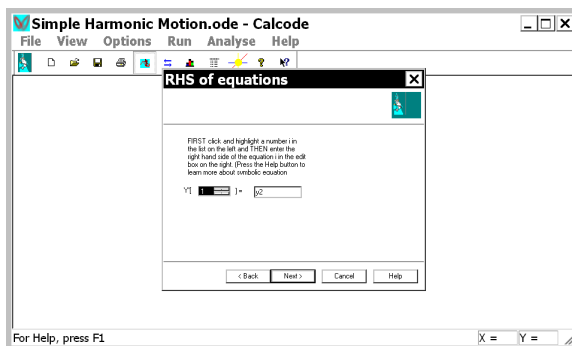 Simple Harmonic Motion.ode - Calcode
File View Options Run Analyse Help
RHS of equations
FIRST click and highlight a number i in
the list on the left and THEN enter the
right hand side of the equation i in the edit
box on the right. (Press the Help button to
learn more about symbolic equation
Y'[ 1 ] = y2
< Back Next > Cancel Help
For Help, press F1 X = Y =